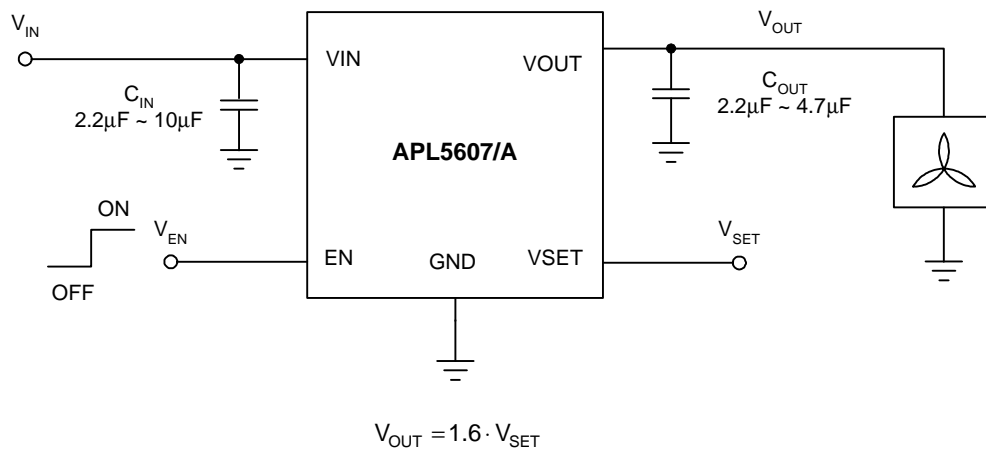 V_IN
VIN
C_IN
2.2μF ~ 10μF
APL5607/A
VOUT
V_OUT
C_OUT
2.2μF ~ 4.7μF
ON
OFF
V_EN
EN
GND
VSET
V_SET
V_OUT = 1.6 · V_SET